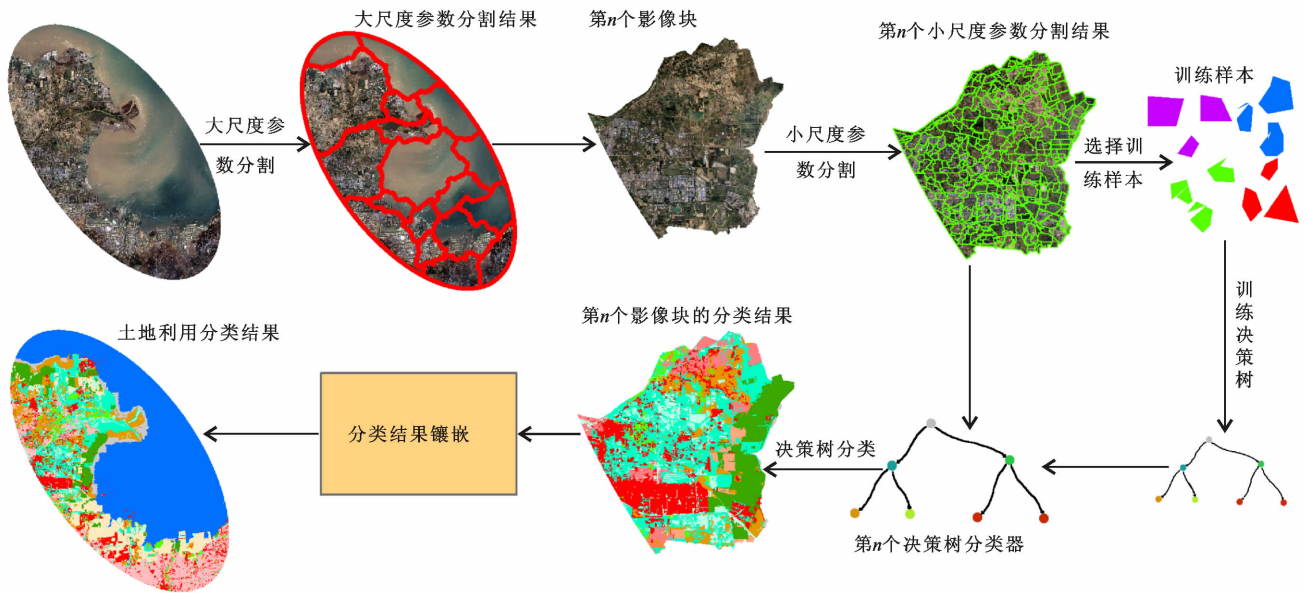 大尺度参数分割结果
第n个影像块
第n个小尺度参数分割结果
训练样本
大尺度参
数分割
小尺度参
数分割
选择训
练样本
训练决策树
土地利用分类结果
第n个影像块的分类结果
分类结果镶嵌
决策树分类
第n个决策树分类器